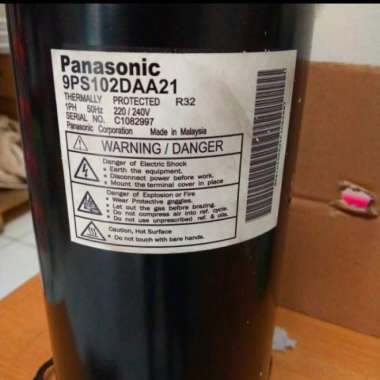 Panasonic
9PS102DAA21
THERMALLY PROTECTED R32
1PH 50Hz 220/240V
SERIAL NO. C1082997
Panasonic Corporation Made in Malaysia
WARNING / DANGER
Danger of Electric Shock
• Earth the equipment.
• Disconnect power before work.
• Mount the terminal cover in place
Danger of Explosion or Fire
• Wear Protective goggles.
• Let out the gas before brazing.
• Do not compress air into ref. cycle.
• Do not use unprescribed ref. & oils.
Caution, Hot Surface
• Do not touch with bare hands.